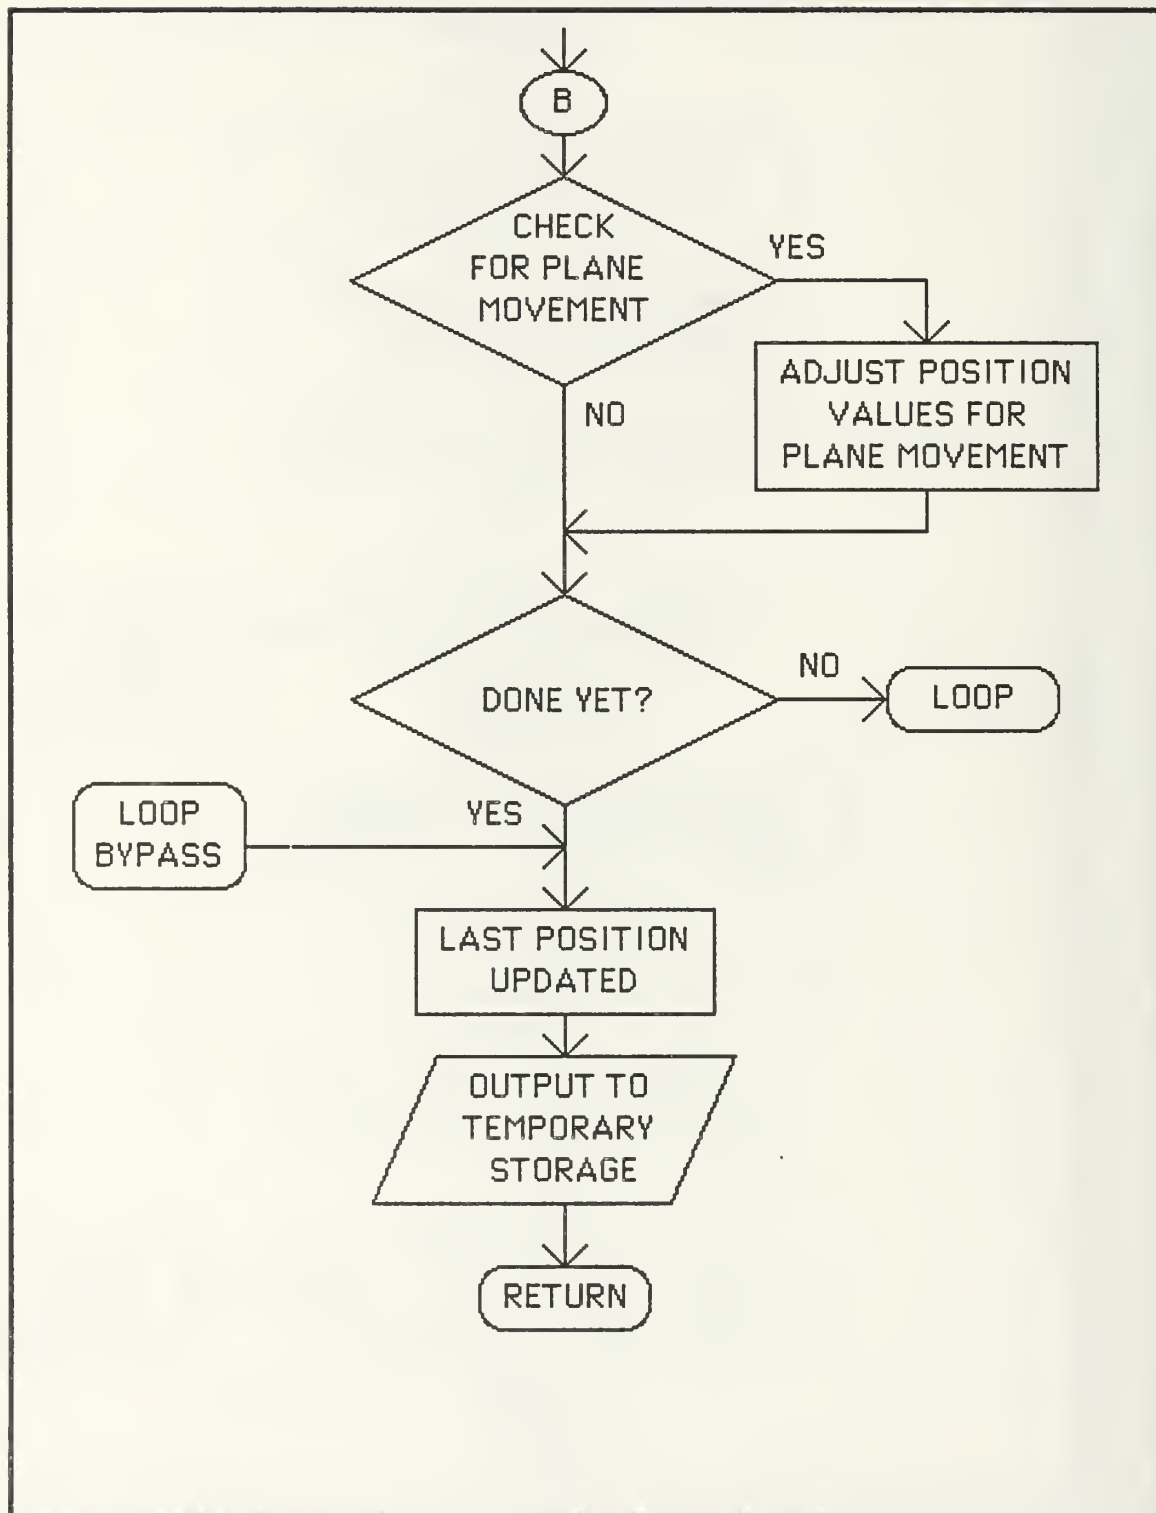 B
CHECK
FOR PLANE
MOVEMENT
YES
ADJUST POSITION
VALUES FOR
PLANE MOVEMENT
NO
DONE YET?
NO
LOOP
LOOP
BYPASS
YES
LAST POSITION
UPDATED
OUTPUT TO
TEMPORARY
STORAGE
RETURN